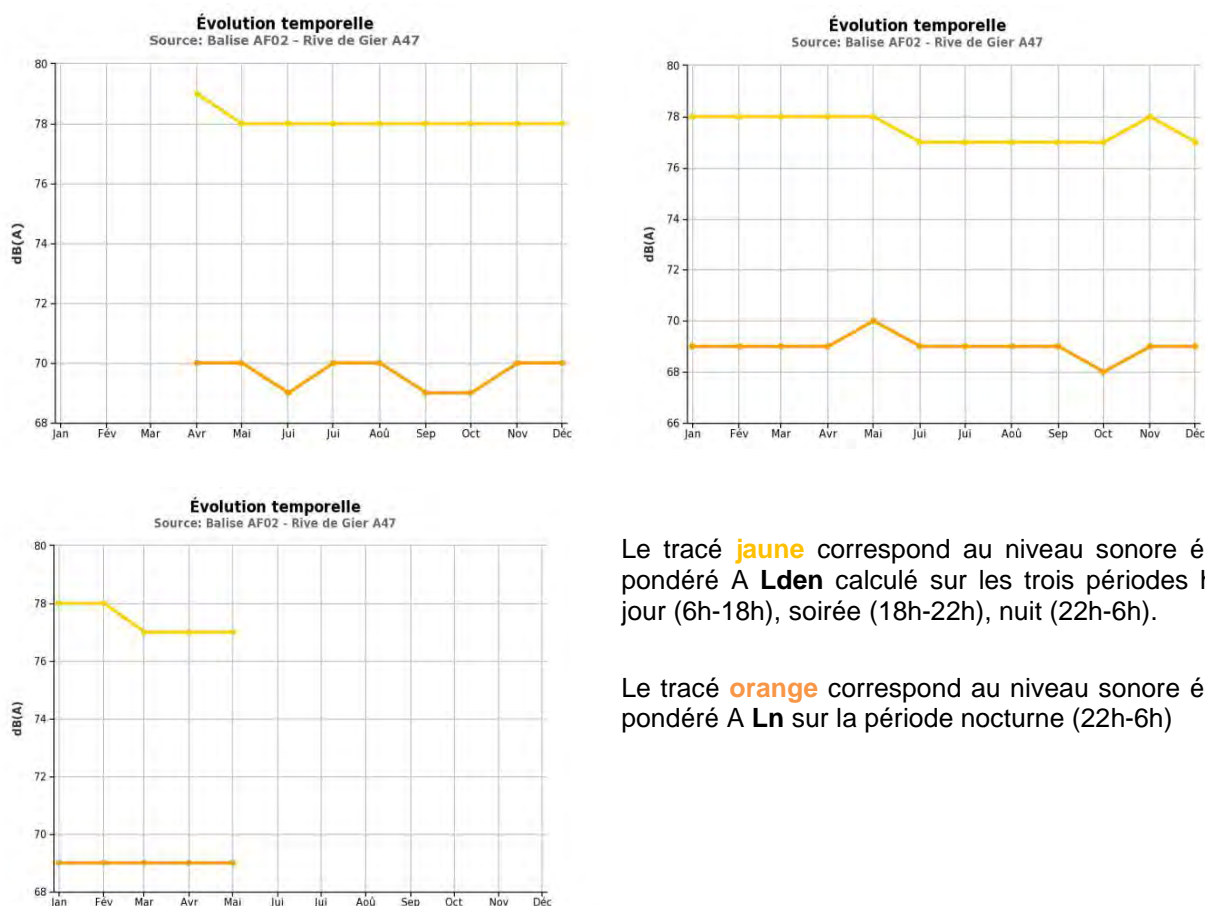 Évolution temporelle
Source: Balise AF02 - Rive de Gier A47
80
78
76
74
72
70
68
dB(A)
Jan Fév Mar Avr Mai Jui Jui Aoû Sep Oct Nov Déc
Évolution temporelle
Source: Balise AF02 - Rive de Gier A47
80
78
76
74
72
70
68
66
dB(A)
Jan Fév Mar Avr Mai Jui Jui Aoû Sep Oct Nov Déc
Évolution temporelle
Source: Balise AF02 - Rive de Gier A47
80
78
76
74
72
70
68
dB(A)
Jan Fév Mar Avr Mai Jui Jui Aoû Sep Oct Nov Déc
Le tracé jaune correspond au niveau sonore
pondéré A Lden calculé sur les trois périodes
jour (6h-18h), soirée (18h-22h), nuit (22h-6h).
Le tracé orange correspond au niveau sonore
pondéré A Ln sur la période nocturne (22h-6h)